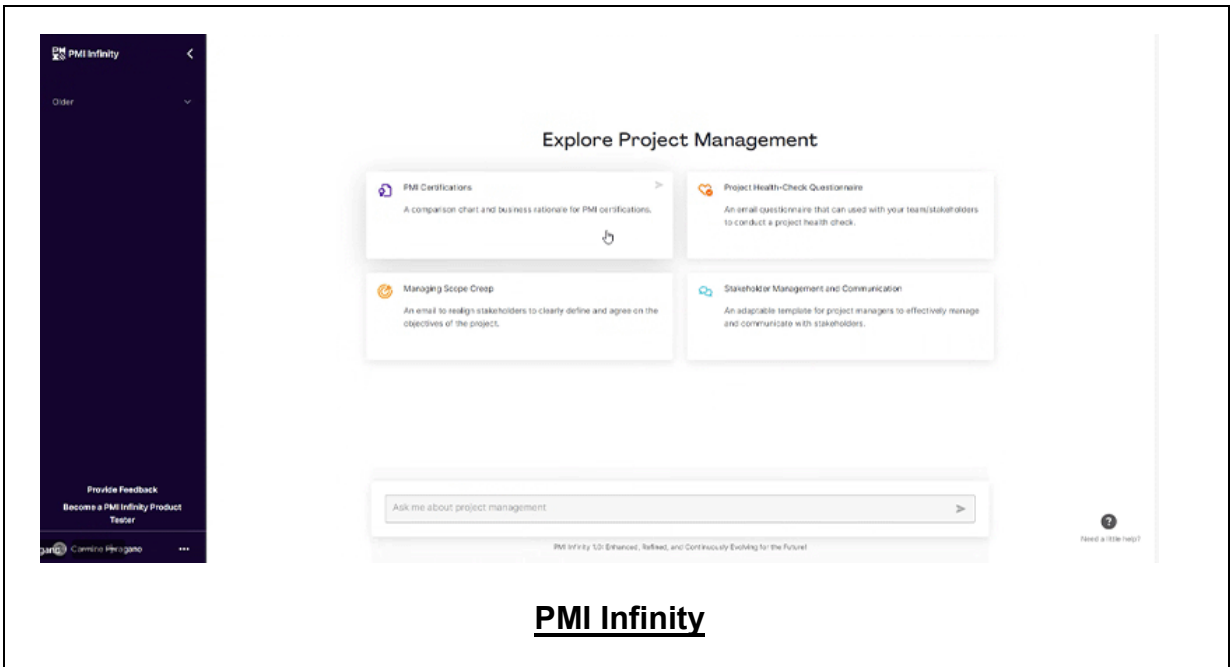 PMI Infinity
Older
Explore Project Management
PMI Certifications
A comparison chart and business rationale for PMI certifications.
Project Health-Check Questionnaire
An email questionnaire that can used with your team/stakeholders
to conduct a project health check.
Managing Scope Creep
An email to realign stakeholders to clearly define and agree on the
objectives of the project.
Stakeholder Management and Communication
An adaptable template for project managers to effectively manage
and communicate with stakeholders.
Provide Feedback
Become a PMI Infinity Product
Tester
Ask me about project management
PMI Infinity 1.0: Enhanced, Refined, and Continuously Evolving for the Future!
Need a little help?
PMI Infinity